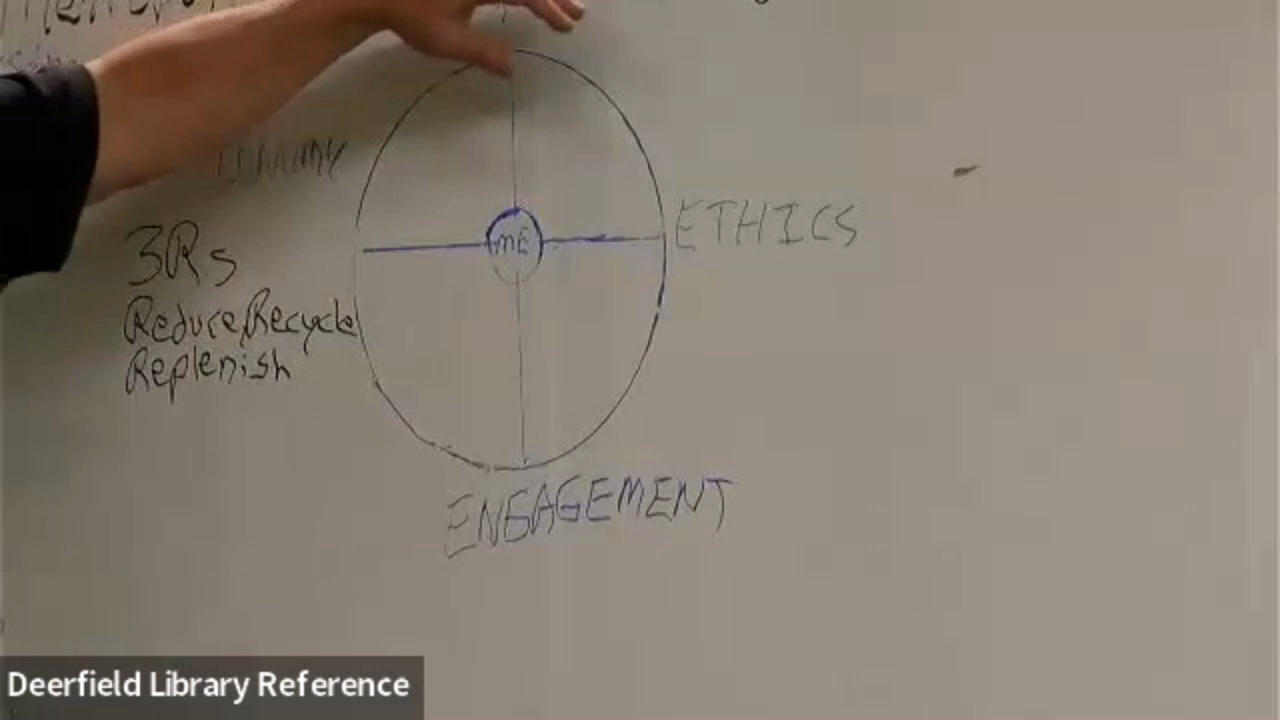 3Rs
Reduce, Recycle
Replenish
ME
ETHICS
ENGAGEMENT
Deerfield Library Reference